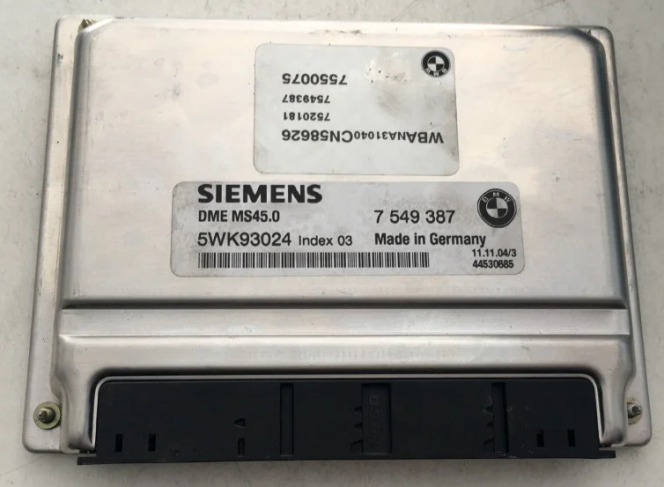 WBANA31040CN58626
7520181
7549387
7550075
SIEMENS
DME MS45.0 7 549 387
5WK93024 Index 03 Made in Germany
11.11.04/3
44530685
BMW